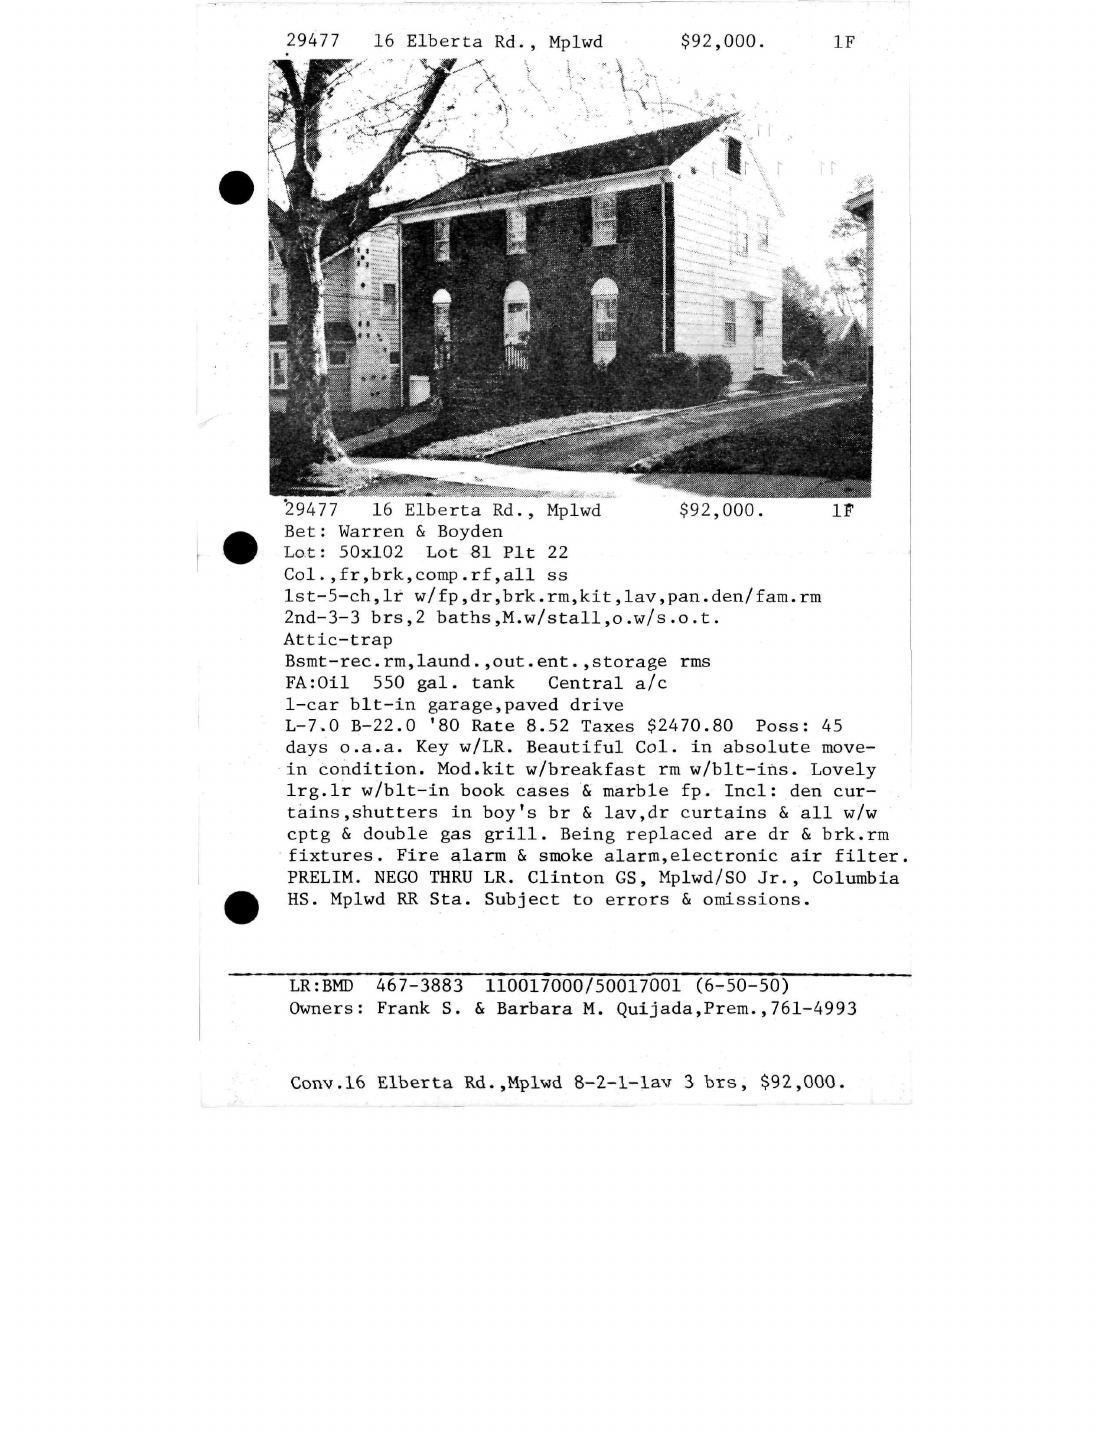 29477 16 Elberta Rd., Mplwd $92,000. 1F
29477 16 Elberta Rd., Mplwd $92,000. 1F
Bet: Warren & Boyden
Lot: 50x102 Lot 81 Plt 22
Col.,fr,brk,comp.rf,all ss
1st-5-ch,lr w/fp,dr,brk.rm,kit,lav,pan.den/fam.rm
2nd-3-3 brs,2 baths,M.w/stall,o.w/s.o.t.
Attic-trap
Bsmt-rec.rm,laund.,out.ent.,storage rms
FA:Oil 550 gal. tank Central a/c
1-car blt-in garage,paved drive
L-7.0 B-22.0 '80 Rate 8.52 Taxes $2470.80 Poss: 45
days o.a.a. Key w/LR. Beautiful Col. in absolute move-
in condition. Mod.kit w/breakfast rm w/blt-ins. Lovely
lrg.lr w/blt-in book cases & marble fp. Incl: den cur-
tains,shutters in boy's br & lav,dr curtains & all w/w
cptg & double gas grill. Being replaced are dr & brk.rm
fixtures. Fire alarm & smoke alarm,electronic air filter.
PRELIM. NEGO THRU LR. Clinton GS, Mplwd/SO Jr., Columbia
HS. Mplwd RR Sta. Subject to errors & omissions.
LR:BMD 467-3883 110017000/50017001 (6-50-50)
Owners: Frank S. & Barbara M. Quijada,Prem.,761-4993
Conv.16 Elberta Rd.,Mplwd 8-2-1-lav 3 brs, $92,000.